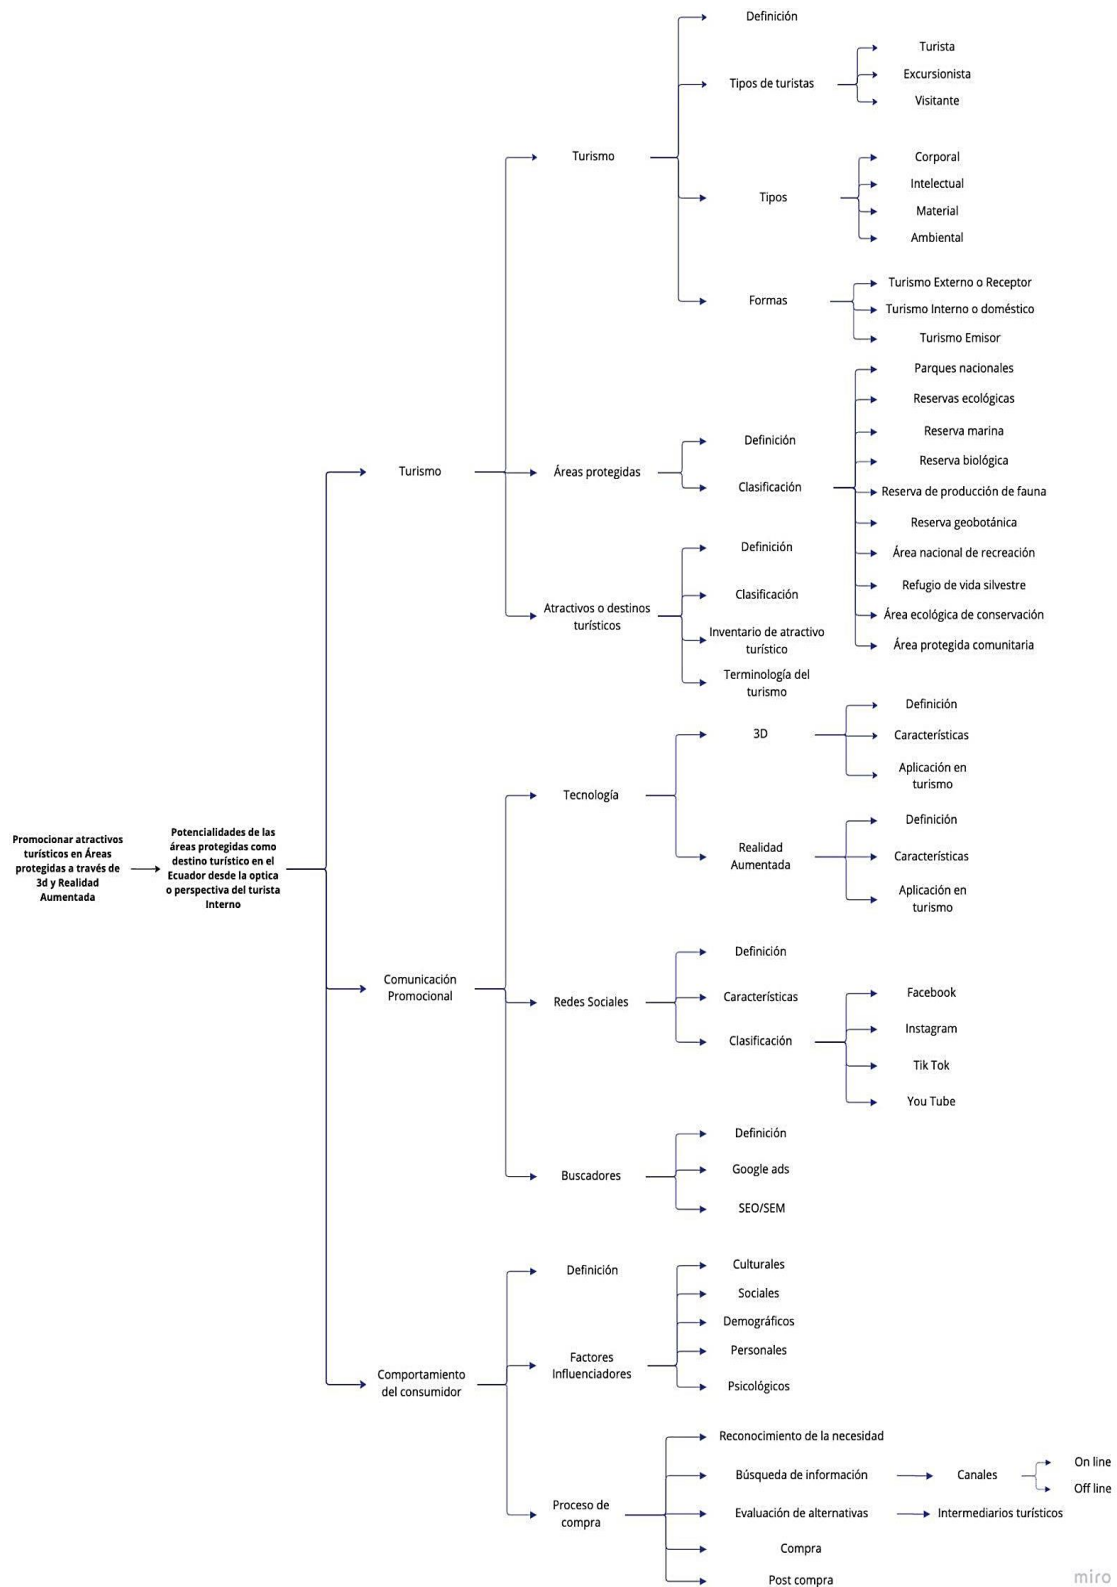 Promocionar atractivos
turísticos en Áreas
protegidas a través de
3d y Realidad
Aumentada
Potencialidades de las
áreas protegidas como
destino turístico en el
Ecuador desde la optica
o perspectiva del turista
Interno
Turismo
Turismo
Definición
Tipos de turistas
Turista
Excursionista
Visitante
Tipos
Corporal
Intelectual
Material
Ambiental
Formas
Turismo Externo o Receptor
Turismo Interno o doméstico
Turismo Emisor
Áreas protegidas
Definición
Clasificación
Parques nacionales
Reservas ecológicas
Reserva marina
Reserva biológica
Reserva de producción de fauna
Reserva geobotánica
Área nacional de recreación
Refugio de vida silvestre
Área ecológica de conservación
Área protegida comunitaria
Atractivos o destinos
turísticos
Definición
Clasificación
Inventario de atractivo
turístico
Terminología del
turismo
Comunicación
Promocional
Tecnología
3D
Definición
Características
Aplicación en
turismo
Realidad
Aumentada
Definición
Características
Aplicación en
turismo
Redes Sociales
Definición
Características
Clasificación
Facebook
Instagram
Tik Tok
You Tube
Buscadores
Definición
Google ads
SEO/SEM
Comportamiento
del consumidor
Definición
Factores
Influenciadores
Culturales
Sociales
Demográficos
Personales
Psicológicos
Proceso de
compra
Reconocimiento de la necesidad
Búsqueda de información
Canales
On line
Off line
Evaluación de alternativas
Intermediarios turísticos
Compra
Post compra
miro